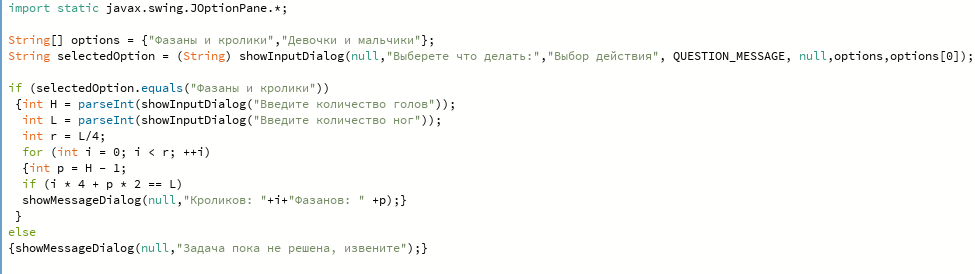 import static javax.swing.JOptionPane.*;
String[] options = {"Фазаны и кролики","Девочки и мальчики"};
String selectedOption = (String) showInputDialog(null,"Выберете что делать:","Выбор действия", QUESTION_MESSAGE, null,options,options[0]);
if (selectedOption.equals("Фазаны и кролики"))
{int H = parseInt(showInputDialog("Введите количество голов"));
int L = parseInt(showInputDialog("Введите количество ног"));
int r = L/4;
for (int i = 0; i < r; ++i)
{int p = H - 1;
if (i * 4 + p * 2 == L)
showMessageDialog(null,"Кроликов: "+i+"Фазанов: " +p);}
}
else
{showMessageDialog(null,"Задача пока не решена, извените");}